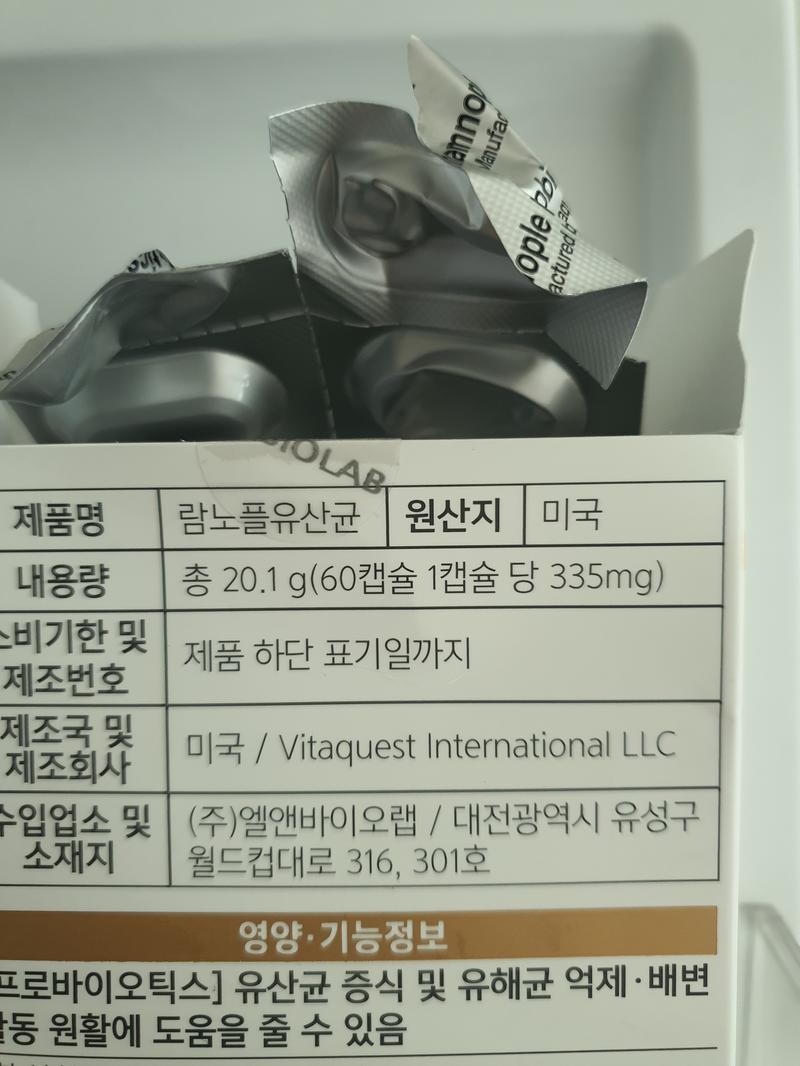 annop
Manufac
ople bbi
actured b
BIOLAB
제품명 람노플유산균 원산지 미국
내용량 총 20.1 g(60캡슐 1캡슐 당 335mg)
소비기한 및
제조번호
제품 하단 표기일까지
제조국 및
제조회사
미국 / Vitaquest International LLC
수입업소 및
소재지
(주)엘앤바이오랩 / 대전광역시 유성구
월드컵대로 316, 301호
영양·기능정보
[프로바이오틱스] 유산균 증식 및 유해균 억제·배변
활동 원활에 도움을 줄 수 있음